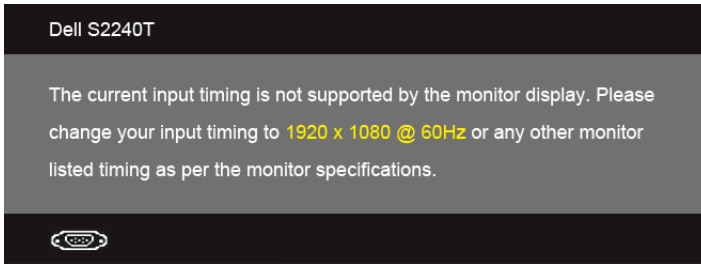 Dell S2240T
The current input timing is not supported by the monitor display. Please
change your input timing to 1920 x 1080 @ 60Hz or any other monitor
listed timing as per the monitor specifications.